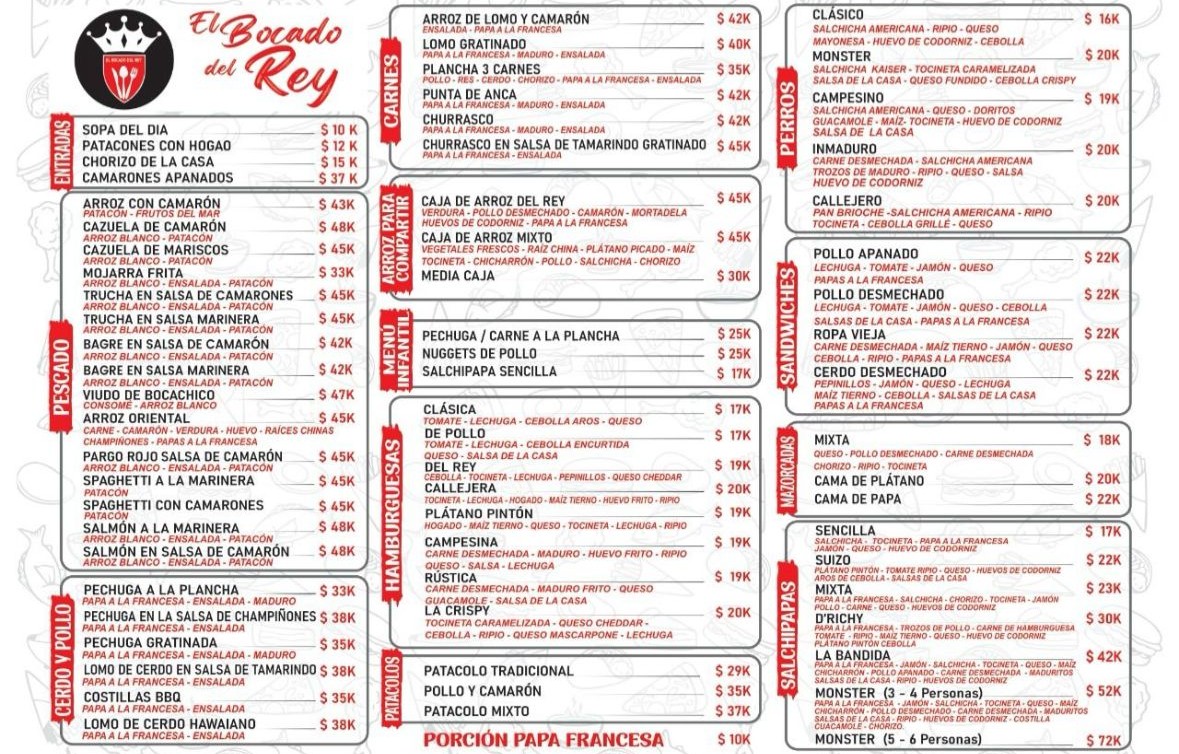 EL BOCADO DEL REY
El Bocado
del Rey
ENTRADAS
SOPA DEL DIA $ 10 K
PATACONES CON HOGAO $ 12 K
CHORIZO DE LA CASA $ 15 K
CAMARONES APANADOS $ 37 K
PESCADO
ARROZ CON CAMARÓN $ 43K
PATACÓN - FRUTOS DEL MAR
CAZUELA DE CAMARÓN $ 48K
ARROZ BLANCO - PATACÓN
CAZUELA DE MARISCOS $ 45K
ARROZ BLANCO - PATACÓN
MOJARRA FRITA $ 33K
ARROZ BLANCO - ENSALADA - PATACÓN
TRUCHA EN SALSA DE CAMARONES $ 45K
ARROZ BLANCO - ENSALADA - PATACÓN
TRUCHA EN SALSA MARINERA $ 45K
ARROZ BLANCO - ENSALADA - PATACÓN
BAGRE EN SALSA DE CAMARÓN $ 42K
ARROZ BLANCO - ENSALADA - PATACÓN
BAGRE EN SALSA MARINERA $ 42K
ARROZ BLANCO - ENSALADA - PATACÓN
VIUDO DE BOCACHICO $ 47K
CONSOMÉ - ARROZ BLANCO
ARROZ ORIENTAL $ 45K
CARNE - CAMARÓN - VERDURA - HUEVO - RAÍCES CHINAS
CHAMPIÑONES - PAPAS A LA FRANCESA
PARGO ROJO SALSA DE CAMARÓN $ 45K
ARROZ BLANCO - ENSALADA - PATACÓN
SPAGHETTI A LA MARINERA $ 45K
PATACÓN
SPAGHETTI CON CAMARONES $ 45K
PATACÓN
SALMÓN A LA MARINERA $ 48K
ARROZ BLANCO - ENSALADA - PATACÓN
SALMÓN EN SALSA DE CAMARÓN $ 48K
ARROZ BLANCO - ENSALADA - PATACÓN
CERDO Y POLLO
PECHUGA A LA PLANCHA $ 33K
PAPA A LA FRANCESA - ENSALADA - MADURO
PECHUGA EN LA SALSA DE CHAMPIÑONES $ 38K
PAPA A LA FRANCESA - ENSALADA
PECHUGA GRATINADA $ 35K
PAPA A LA FRANCESA - ENSALADA - MADURO
LOMO DE CERDO EN SALSA DE TAMARINDO $ 38K
PAPA A LA FRANCESA - ENSALADA
COSTILLAS BBQ $ 35K
PAPA A LA FRANCESA - ENSALADA
LOMO DE CERDO HAWAIANO $ 38K
PAPA A LA FRANCESA - ENSALADA
CARNES
ARROZ DE LOMO Y CAMARÓN $ 42K
ENSALADA - PAPA A LA FRANCESA
LOMO GRATINADO $ 40K
PAPA A LA FRANCESA - MADURO - ENSALADA
PLANCHA 3 CARNES $ 35K
POLLO - RES - CERDO - CHORIZO - PAPA A LA FRANCESA - ENSALADA
PUNTA DE ANCA $ 42K
PAPA A LA FRANCESA - MADURO - ENSALADA
CHURRASCO $ 42K
PAPA A LA FRANCESA - MADURO - ENSALADA
CHURRASCO EN SALSA DE TAMARINDO GRATINADO $ 45K
PAPA A LA FRANCESA - ENSALADA
ARROZ PARA
COMPARTIR
CAJA DE ARROZ DEL REY $ 45K
VERDURA - POLLO DESMECHADO - CAMARÓN - MORTADELA
HUEVOS DE CODORNIZ - PAPA A LA FRANCESA
CAJA DE ARROZ MIXTO $ 45K
VEGETALES FRESCOS - RAÍZ CHINA - PLÁTANO PICADO - MAÍZ
TOCINETA - CHICHARRÓN - POLLO - SALCHICHA - CHORIZO
MEDIA CAJA $ 30K
MENÚ
INFANTIL
PECHUGA / CARNE A LA PLANCHA $ 25K
NUGGETS DE POLLO $ 25K
SALCHIPAPA SENCILLA $ 17K
HAMBURGUESAS
CLÁSICA $ 17K
TOMATE - LECHUGA - CEBOLLA AROS - QUESO
DE POLLO $ 17K
TOMATE - LECHUGA - CEBOLLA ENCURTIDA
QUESO - SALSA DE LA CASA
DEL REY $ 19K
CEBOLLA - TOCINETA - LECHUGA - PEPINILLOS - QUESO CHEDDAR
CALLEJERA $ 20K
TOCINETA - LECHUGA - HOGADO - MAÍZ TIERNO - HUEVO FRITO - RIPIO
PLÁTANO PINTÓN $ 19K
HOGADO - MAÍZ TIERNO - QUESO - TOCINETA - LECHUGA - RIPIO
CAMPESINA $ 19K
CARNE DESMECHADA - MADURO - HUEVO FRITO - RIPIO
QUESO - SALSA - LECHUGA
RÚSTICA $ 19K
CARNE DESMECHADA - MADURO FRITO - QUESO
GUACAMOLE - SALSA DE LA CASA
LA CRISPY $ 20K
TOCINETA CARAMELIZADA - QUESO CHEDDAR -
CEBOLLA - RIPIO - QUESO MASCARPONE - LECHUGA
PATACOLOS
PATACOLO TRADICIONAL $ 29K
POLLO Y CAMARÓN $ 35K
PATACOLO MIXTO $ 37K
PORCIÓN PAPA FRANCESA $ 10K
PERROS
CLÁSICO $ 16K
SALCHICHA AMERICANA - RIPIO - QUESO
MAYONESA - HUEVO DE CODORNIZ - CEBOLLA
MONSTER $ 20K
SALCHICHA KAISER - TOCINETA CARAMELIZADA
SALSA DE LA CASA - QUESO FUNDIDO - CEBOLLA CRISPY
CAMPESINO $ 19K
SALCHICHA AMERICANA - QUESO - DORITOS
GUACAMOLE - MAÍZ- TOCINETA - HUEVO DE CODORNIZ
SALSA DE LA CASA
INMADURO $ 20K
CARNE DESMECHADA - SALCHICHA AMERICANA
TROZOS DE MADURO - RIPIO - QUESO - SALSA
HUEVO DE CODORNIZ
CALLEJERO $ 20K
PAN BRIOCHE -SALCHICHA AMERICANA - RIPIO
TOCINETA - CEBOLLA GRILLÉ - QUESO
SANDWICHES
POLLO APANADO $ 22K
LECHUGA - TOMATE - JAMÓN - QUESO
PAPAS A LA FRANCESA
POLLO DESMECHADO $ 22K
LECHUGA - TOMATE - JAMÓN - QUESO - CEBOLLA
SALSAS DE LA CASA - PAPAS A LA FRANCESA
ROPA VIEJA $ 22K
CARNE DESMECHADA - MAÍZ TIERNO - JAMÓN - QUESO
CEBOLLA - RIPIO - PAPAS A LA FRANCESA
CERDO DESMECHADO $ 22K
PEPINILLOS - JAMÓN - QUESO - LECHUGA
MAÍZ TIERNO - CEBOLLA - SALSAS DE LA CASA
PAPAS A LA FRANCESA
MAZORCADAS
MIXTA $ 18K
QUESO - POLLO DESMECHADO - CARNE DESMECHADA
CHORIZO - RIPIO - TOCINETA
CAMA DE PLÁTANO $ 20K
CAMA DE PAPA $ 22K
SALCHIPAPAS
SENCILLA $ 17K
SALCHICHA - TOCINETA - PAPA A LA FRANCESA
JAMÓN - QUESO - HUEVO DE CODORNIZ
SUIZO $ 22K
PLÁTANO PINTÓN - TOMATE RIPIO - QUESO - HUEVOS DE CODORNIZ
AROS DE CEBOLLA - SALSAS DE LA CASA
MIXTA $ 23K
PAPA A LA FRANCESA - SALCHICHA - CHORIZO - TOCINETA - JAMÓN
POLLO - CARNE - QUESO - HUEVOS DE CODORNIZ
D'RICHY $ 30K
PAPA A LA FRANCESA - TROZOS DE POLLO - CARNE DE HAMBURGUESA
TOMATE - RIPIO - MAÍZ TIERNO - QUESO - HUEVO DE CODORNIZ
PLÁTANO PINTÓN CEBOLLA
LA BANDIDA $ 42K
PAPA A LA FRANCESA - JAMÓN - SALCHICHA - TOCINETA - QUESO - MAÍZ
CHICHARRÓN - POLLO APANADO - CARNE DESMECHADA - MADURITOS
SALSAS DE LA CASA - RIPIO - HUEVOS DE CODORNIZ
MONSTER (3 - 4 Personas) $ 52K
PAPA A LA FRANCESA - JAMÓN - SALCHICHA - TOCINETA - QUESO - MAÍZ
CHICHARRÓN - POLLO DESMECHADO - CARNE DESMECHADA - MADURITOS
SALSAS DE LA CASA - RIPIO - HUEVOS DE CODORNIZ - COSTILLA
GUACAMOLE - CHORIZO.
MONSTER (5 - 6 Personas) $ 72K